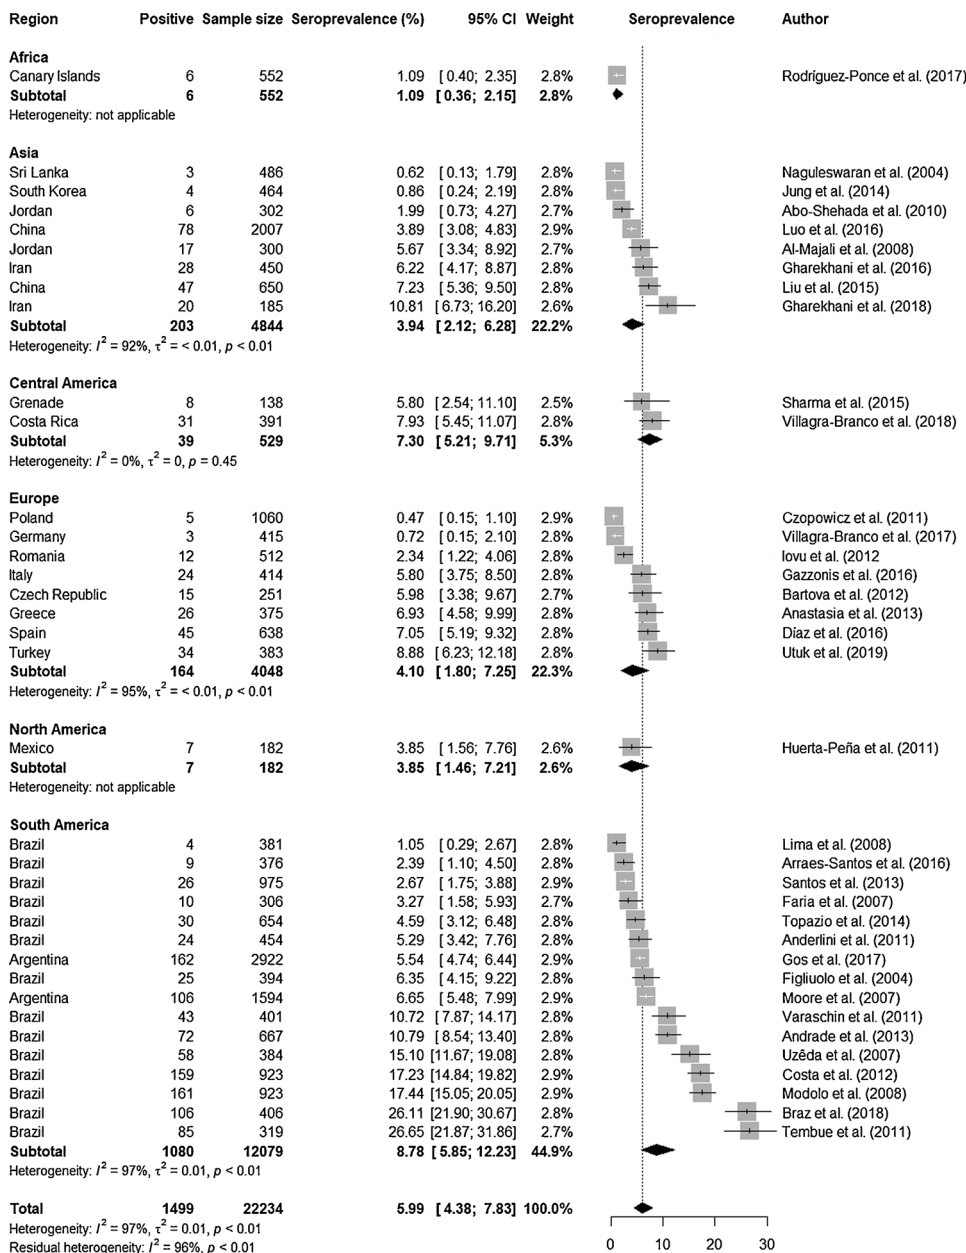 Region Positive Sample size Seroprevalence (%) 95% CI Weight Seroprevalence Author
Africa
Canary Islands 6 552 1.09 [ 0.40; 2.35] 2.8% Rodríguez-Ponce et al. (2017)
Subtotal 6 552 1.09 [ 0.36; 2.15] 2.8%
Heterogeneity: not applicable
Asia
Sri Lanka 3 486 0.62 [ 0.13; 1.79] 2.8% Naguleswaran et al. (2004)
South Korea 4 464 0.86 [ 0.24; 2.19] 2.8% Jung et al. (2014)
Jordan 6 302 1.99 [ 0.73; 4.27] 2.7% Abo-Shehada et al. (2010)
China 78 2007 3.89 [ 3.08; 4.83] 2.9% Luo et al. (2016)
Jordan 17 300 5.67 [ 3.34; 8.92] 2.7% Al-Majali et al. (2008)
Iran 28 450 6.22 [ 4.17; 8.87] 2.8% Gharekhani et al. (2016)
China 47 650 7.23 [ 5.36; 9.50] 2.8% Liu et al. (2015)
Iran 20 185 10.81 [ 6.73; 16.20] 2.6% Gharekhani et al. (2018)
Subtotal 203 4844 3.94 [ 2.12; 6.28] 22.2%
Heterogeneity: I² = 92%, τ² = < 0.01, p < 0.01
Central America
Grenade 8 138 5.80 [ 2.54; 11.10] 2.5% Sharma et al. (2015)
Costa Rica 31 391 7.93 [ 5.45; 11.07] 2.8% Villagra-Branco et al. (2018)
Subtotal 39 529 7.30 [ 5.21; 9.71] 5.3%
Heterogeneity: I² = 0%, τ² = 0, p = 0.45
Europe
Poland 5 1060 0.47 [ 0.15; 1.10] 2.9% Czopowicz et al. (2011)
Germany 3 415 0.72 [ 0.15; 2.10] 2.8% Villagra-Branco et al. (2017)
Romania 12 512 2.34 [ 1.22; 4.06] 2.8% Iovu et al. (2012
Italy 24 414 5.80 [ 3.75; 8.50] 2.8% Gazzonis et al. (2016)
Czech Republic 15 251 5.98 [ 3.38; 9.67] 2.7% Bartova et al. (2012)
Greece 26 375 6.93 [ 4.58; 9.99] 2.8% Anastasia et al. (2013)
Spain 45 638 7.05 [ 5.19; 9.32] 2.8% Díaz et al. (2016)
Turkey 34 383 8.88 [ 6.23; 12.18] 2.8% Utuk et al. (2019)
Subtotal 164 4048 4.10 [ 1.80; 7.25] 22.3%
Heterogeneity: I² = 95%, τ² = < 0.01, p < 0.01
North America
Mexico 7 182 3.85 [ 1.56; 7.76] 2.6% Huerta-Peña et al. (2011)
Subtotal 7 182 3.85 [ 1.46; 7.21] 2.6%
Heterogeneity: not applicable
South America
Brazil 4 381 1.05 [ 0.29; 2.67] 2.8% Lima et al. (2008)
Brazil 9 376 2.39 [ 1.10; 4.50] 2.8% Arraes-Santos et al. (2016)
Brazil 26 975 2.67 [ 1.75; 3.88] 2.9% Santos et al. (2013)
Brazil 10 306 3.27 [ 1.58; 5.93] 2.7% Faria et al. (2007)
Brazil 30 654 4.59 [ 3.12; 6.48] 2.8% Topazio et al. (2014)
Brazil 24 454 5.29 [ 3.42; 7.76] 2.8% Anderlini et al. (2011)
Argentina 162 2922 5.54 [ 4.74; 6.44] 2.9% Gos et al. (2017)
Brazil 25 394 6.35 [ 4.15; 9.22] 2.8% Figliuolo et al. (2004)
Argentina 106 1594 6.65 [ 5.48; 7.99] 2.9% Moore et al. (2007)
Brazil 43 401 10.72 [ 7.87; 14.17] 2.8% Varaschin et al. (2011)
Brazil 72 667 10.79 [ 8.54; 13.40] 2.8% Andrade et al. (2013)
Brazil 58 384 15.10 [11.67; 19.08] 2.8% Uzêda et al. (2007)
Brazil 159 923 17.23 [14.84; 19.82] 2.9% Costa et al. (2012)
Brazil 161 923 17.44 [15.05; 20.05] 2.9% Modolo et al. (2008)
Brazil 106 406 26.11 [21.90; 30.67] 2.8% Braz et al. (2018)
Brazil 85 319 26.65 [21.87; 31.86] 2.7% Tembue et al. (2011)
Subtotal 1080 12079 8.78 [ 5.85; 12.23] 44.9%
Heterogeneity: I² = 97%, τ² = 0.01, p < 0.01
Total 1499 22234 5.99 [ 4.38; 7.83] 100.0%
Heterogeneity: I² = 97%, τ² = 0.01, p < 0.01
Residual heterogeneity: I² = 96%, p < 0.01
0 10 20 30